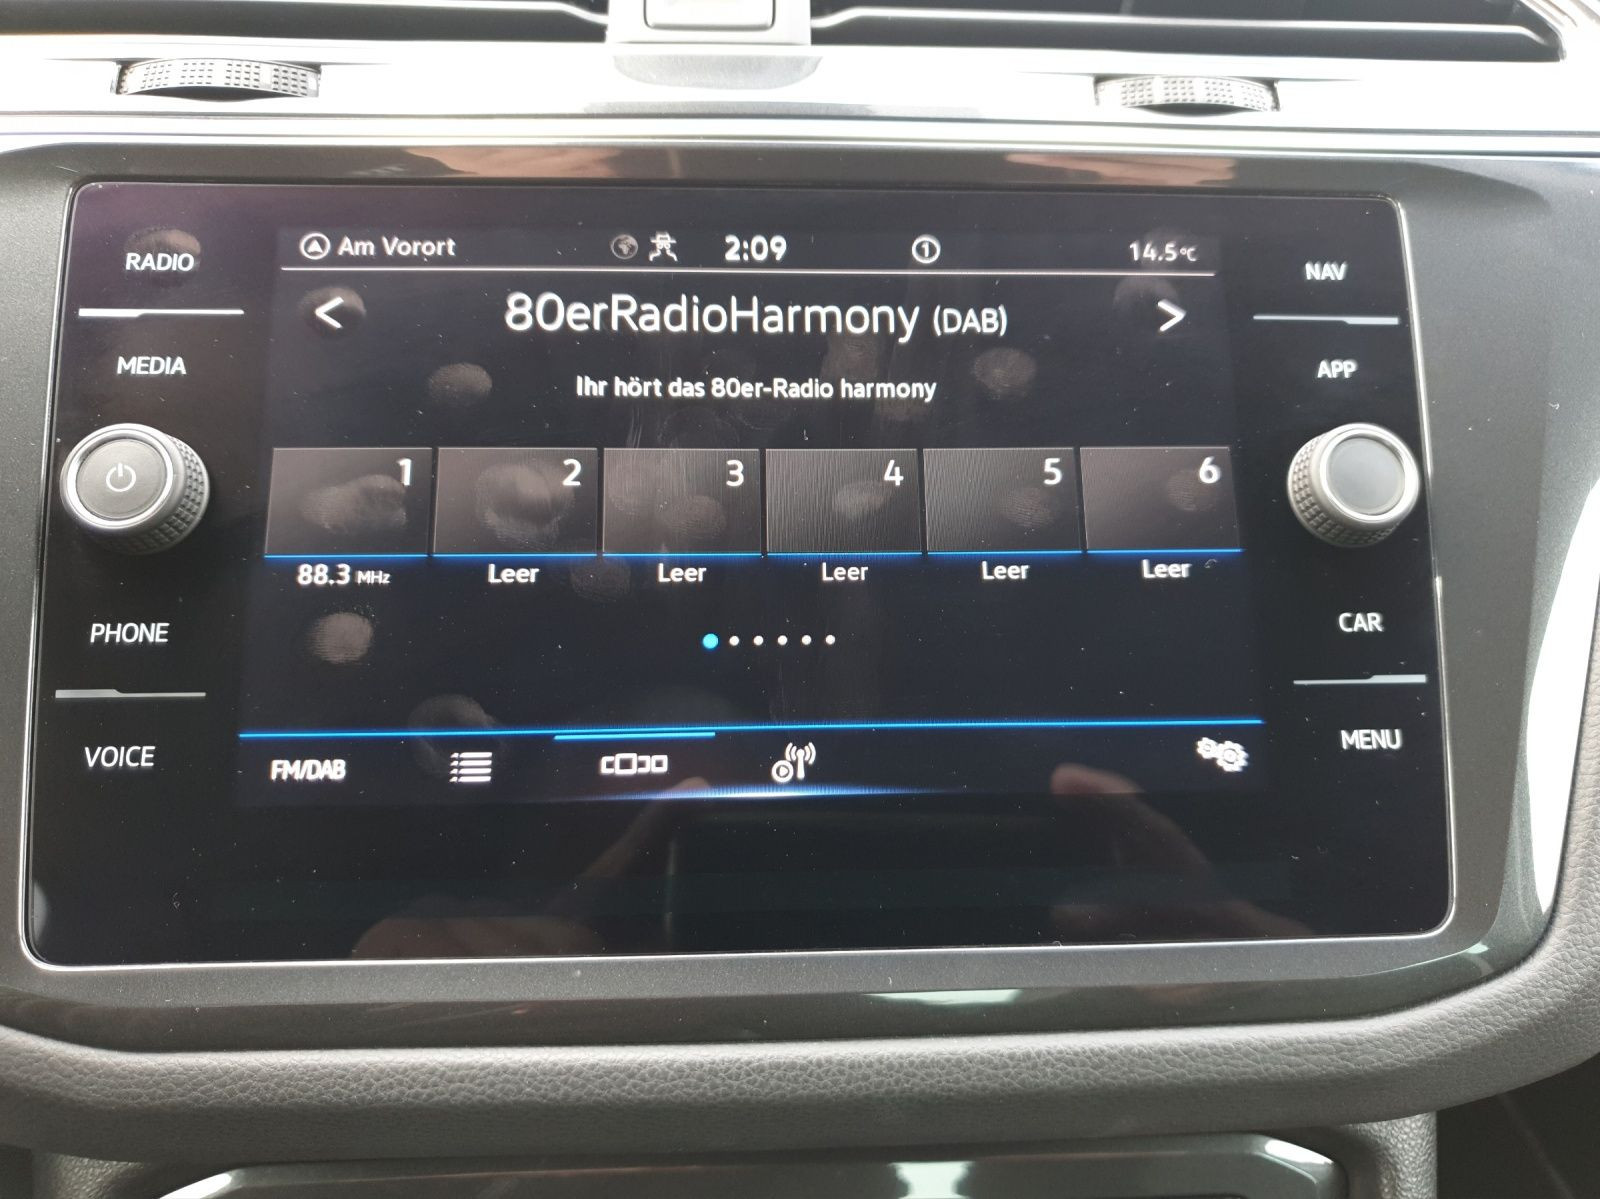 RADIO
MEDIA
PHONE
VOICE
Am Vorort
2:09
1
14.5°C
80erRadioHarmony (DAB)
Ihr hört das 80er-Radio harmony
1 2 3 4 5 6
88.3 MHz Leer Leer Leer Leer Leer
FM/DAB
NAV
APP
CAR
MENU